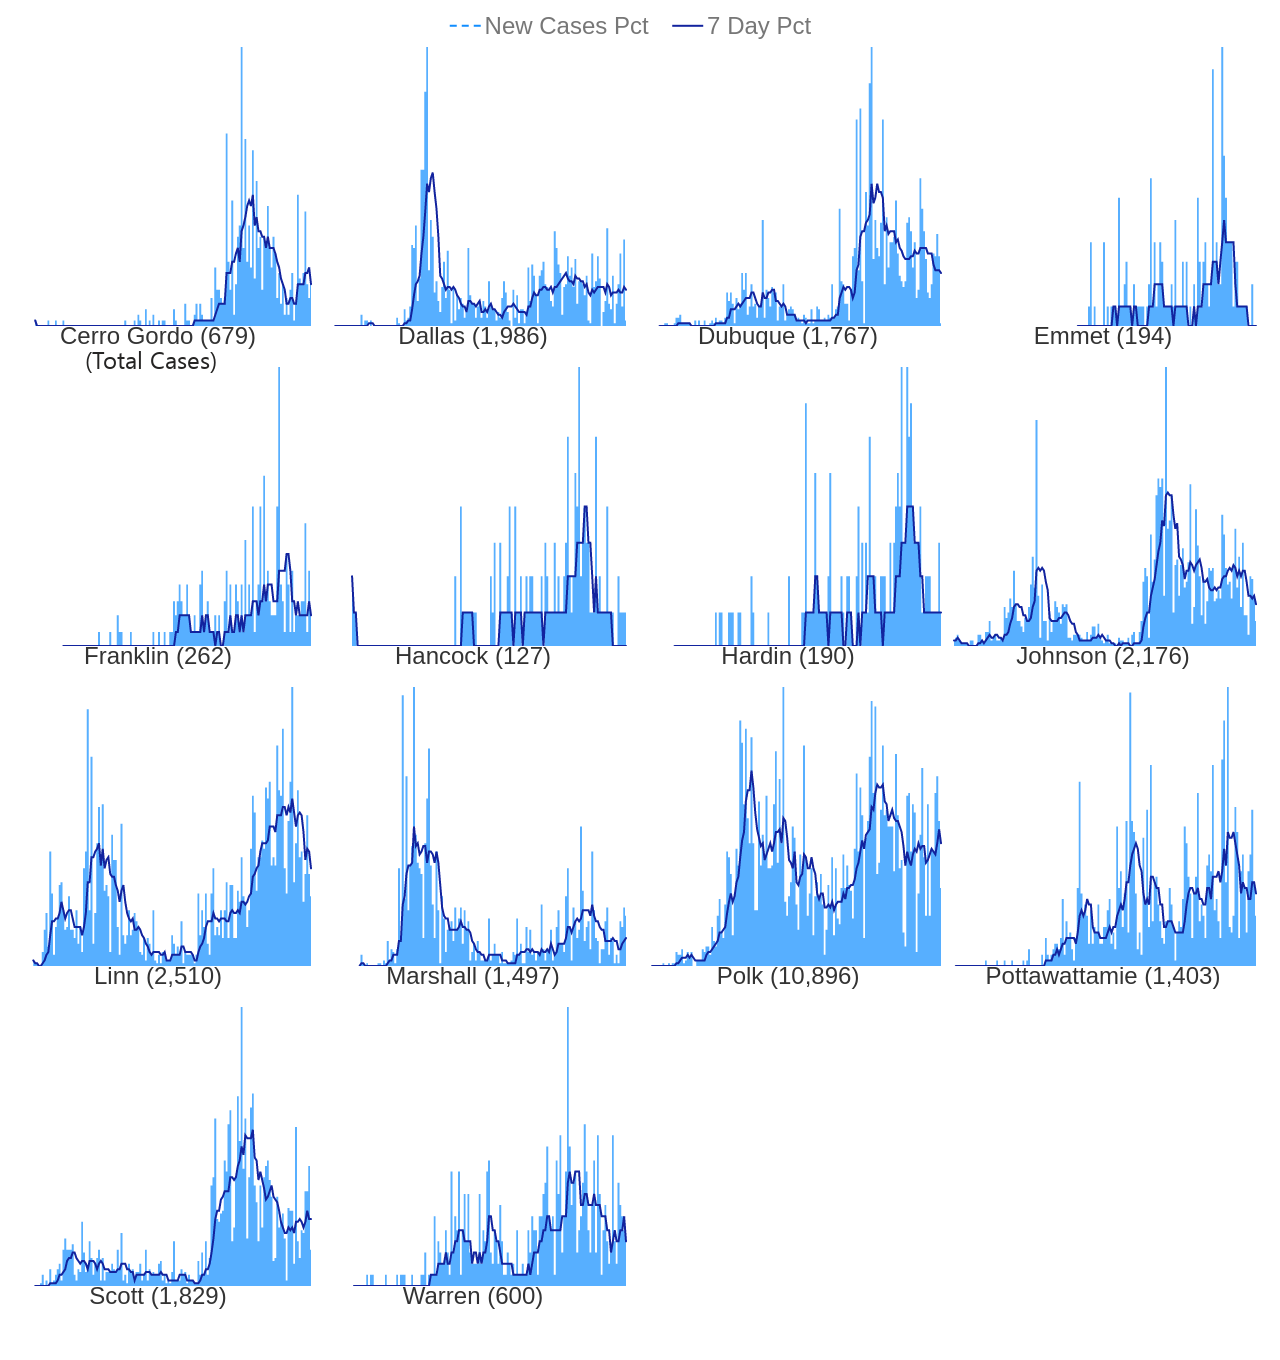 New Cases Pct 7 Day Pct
Cerro Gordo (679) Dallas (1,986) Dubuque (1,767) Emmet (194)
(Total Cases)
Franklin (262) Hancock (127) Hardin (190) Johnson (2,176)
Linn (2,510) Marshall (1,497) Polk (10,896) Pottawattamie (1,403)
Scott (1,829) Warren (600)